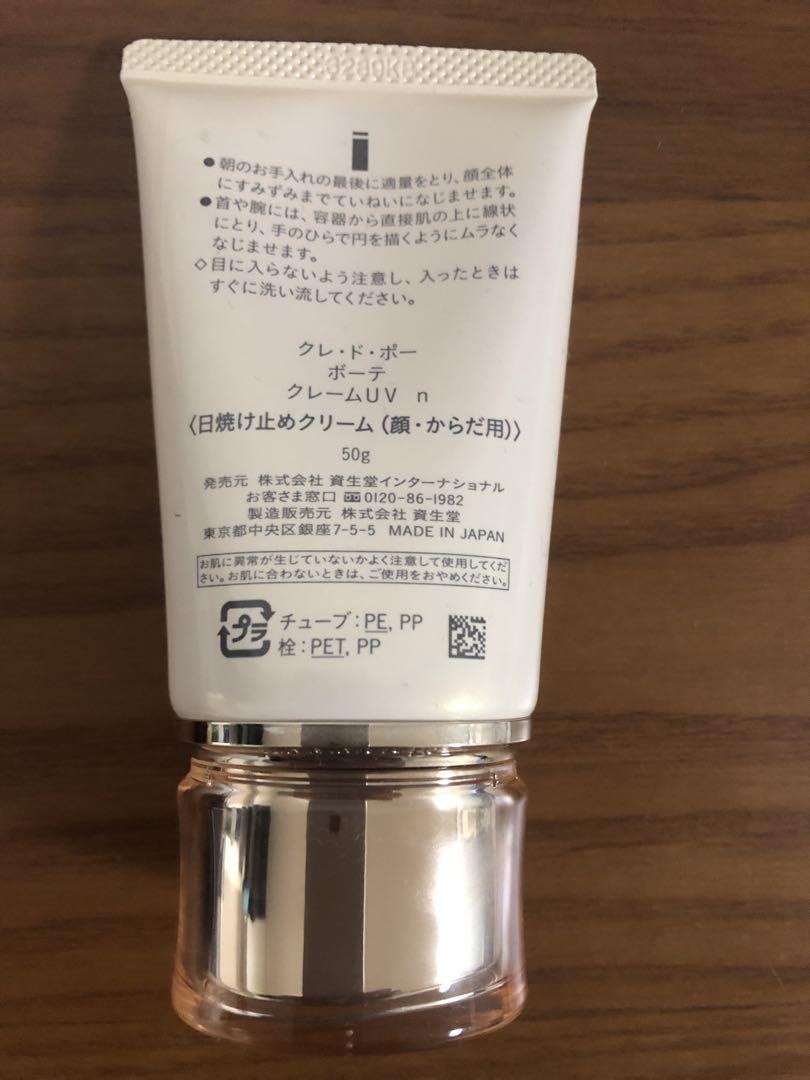 ●朝のお手入れの最後に適量をとり、顔全体
にすみずみまでていねいになじませます。
●首や腕には、容器から直接肌の上に線状
にとり、手のひらで円を描くようにムラなく
なじませます。
◇目に入らないよう注意し、入ったときは
すぐに洗い流してください。
クレ・ド・ポー
ボーテ
クレームUV n
〈日焼け止めクリーム(顔・からだ用)〉
50g
発売元 株式会社 資生堂インターナショナル
お客さま窓口 0120-86-1982
製造販売元 株式会社 資生堂
東京都中央区銀座7-5-5 MADE IN JAPAN
お肌に異常が生じていないかよく注意して使用してくだ
さい。お肌に合わないときは、ご使用をおやめください。
プラ
チューブ:PE, PP
栓:PET, PP